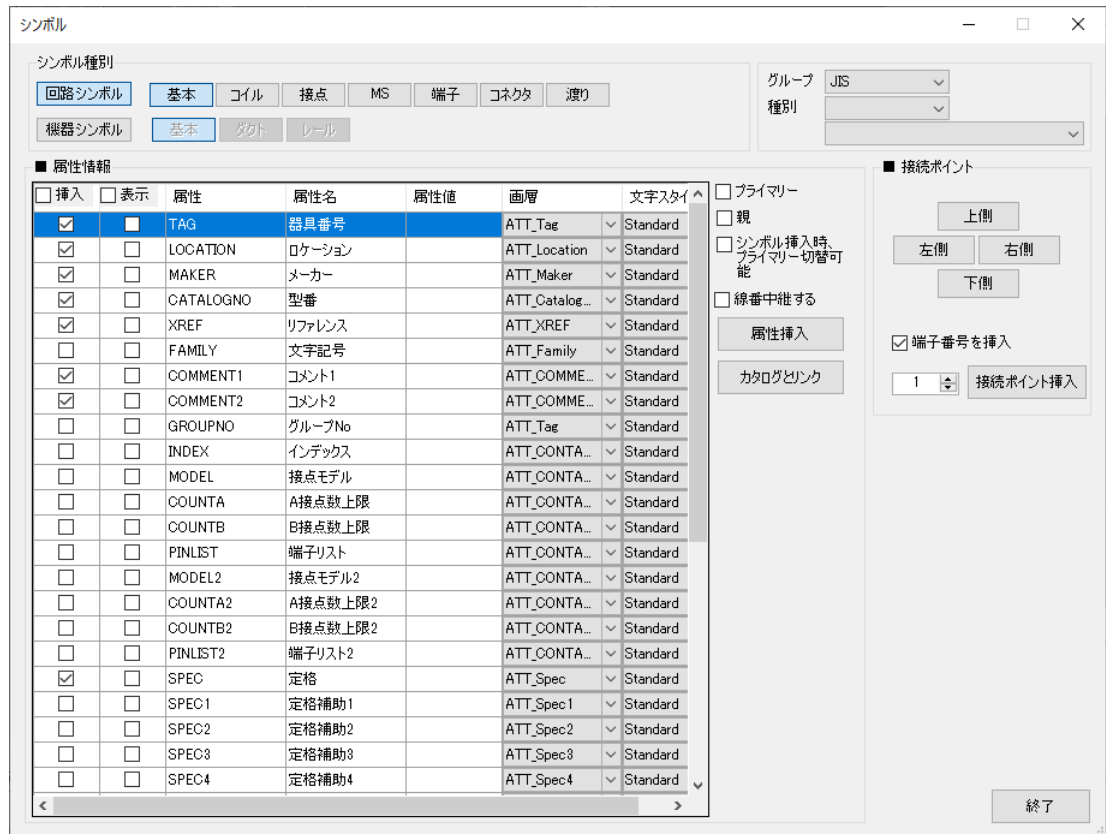 シンボル
シンボル種別
回路シンボル 基本 コイル 接点 MS 端子 コネクタ 渡り
機器シンボル 基本 ダクト レール
グループ JIS
種別
■ 属性情報
挿入 表示 属性 属性名 属性値 画層 文字スタイ
TAG 器具番号 ATT_Tag Standard
LOCATION ロケーション ATT_Location Standard
MAKER メーカー ATT_Maker Standard
CATALOGNO 型番 ATT_Catalog... Standard
XREF リファレンス ATT_XREF Standard
FAMILY 文字記号 ATT_Family Standard
COMMENT1 コメント1 ATT_COMME... Standard
COMMENT2 コメント2 ATT_COMME... Standard
GROUPNO グループNo ATT_Tag Standard
INDEX インデックス ATT_CONTA... Standard
MODEL 接点モデル ATT_CONTA... Standard
COUNTA A接点数上限 ATT_CONTA... Standard
COUNTB B接点数上限 ATT_CONTA... Standard
PINLIST 端子リスト ATT_CONTA... Standard
MODEL2 接点モデル2 ATT_CONTA... Standard
COUNTA2 A接点数上限2 ATT_CONTA... Standard
COUNTB2 B接点数上限2 ATT_CONTA... Standard
PINLIST2 端子リスト2 ATT_CONTA... Standard
SPEC 定格 ATT_Spec Standard
SPEC1 定格補助1 ATT_Spec1 Standard
SPEC2 定格補助2 ATT_Spec2 Standard
SPEC3 定格補助3 ATT_Spec3 Standard
SPEC4 定格補助4 ATT_Spec4 Standard
プライマリー
親
シンボル挿入時、
プライマリー切替可
能
線番中継する
属性挿入
カタログとリンク
■ 接続ポイント
上側
左側 右側
下側
端子番号を挿入
1 接続ポイント挿入
終了